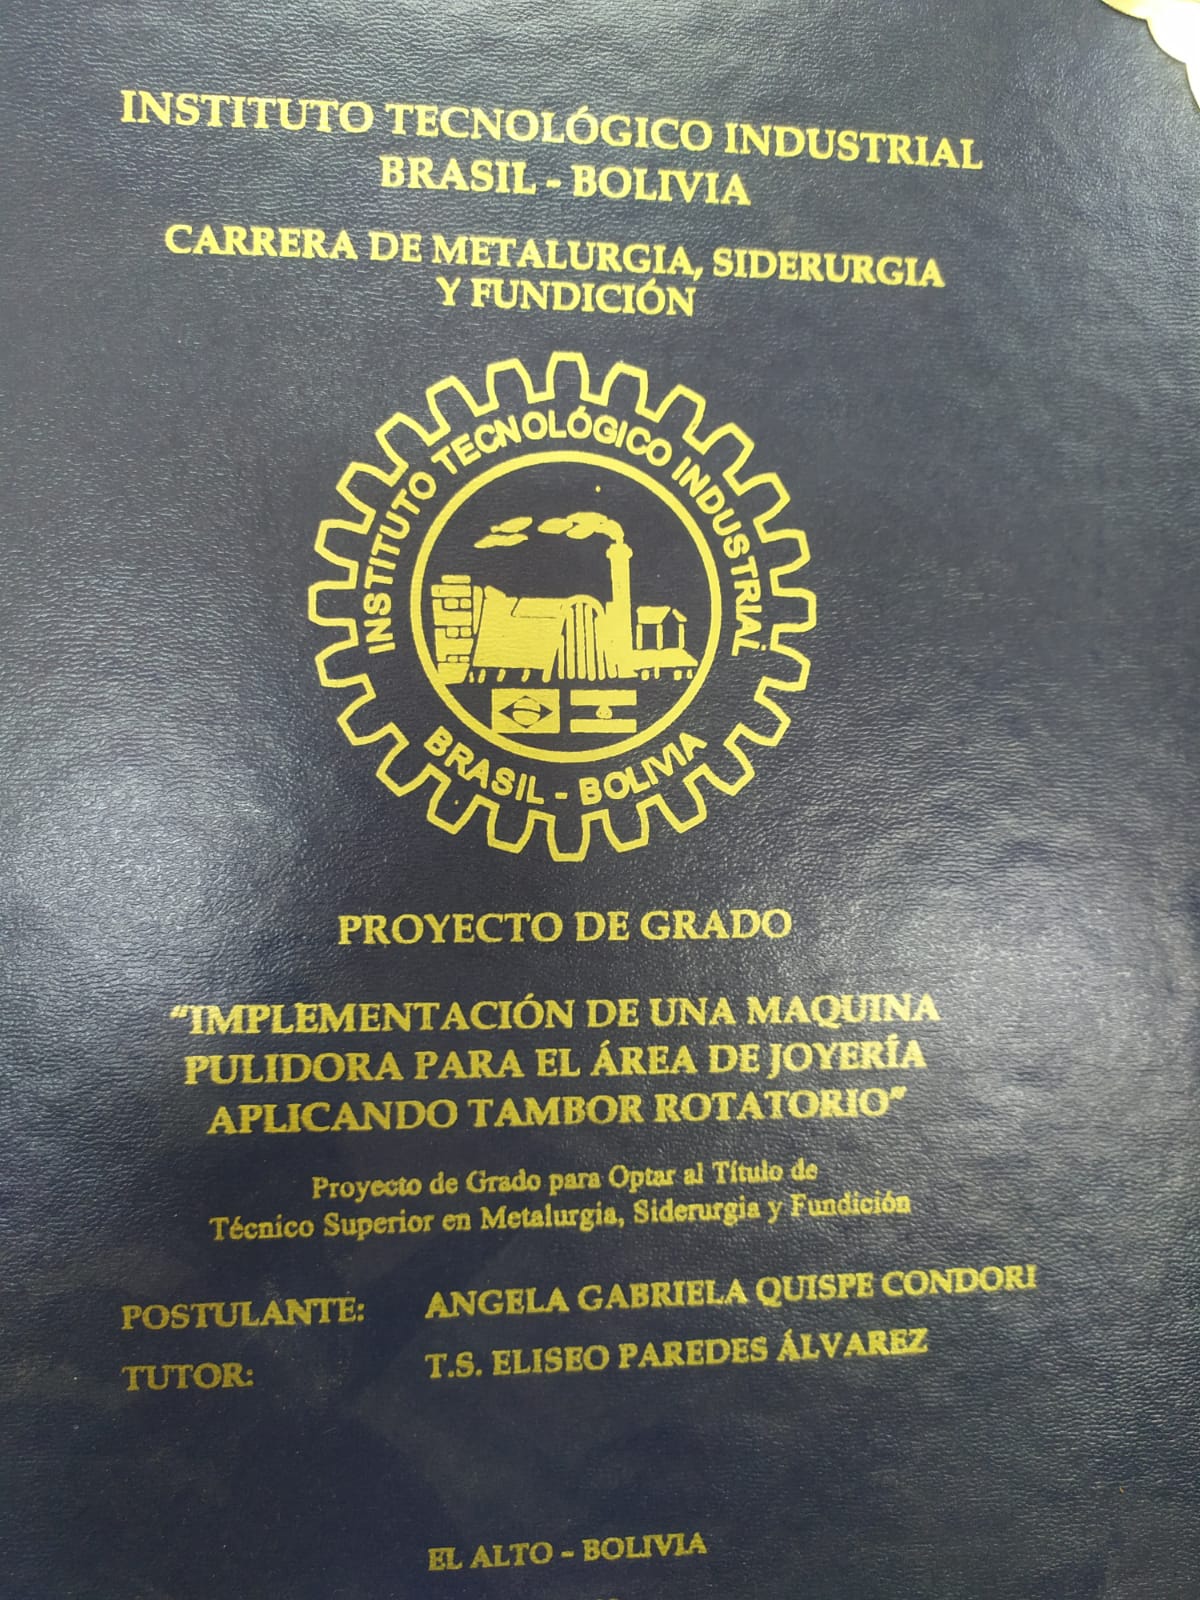 INSTITUTO TECNOLÓGICO INDUSTRIAL
BRASIL - BOLIVIA
CARRERA DE METALURGIA, SIDERURGIA
Y FUNDICIÓN
INSTITUTO TECNOLÓGICO INDUSTRIAL
BRASIL - BOLIVIA
PROYECTO DE GRADO
"IMPLEMENTACIÓN DE UNA MAQUINA
PULIDORA PARA EL ÁREA DE JOYERÍA
APLICANDO TAMBOR ROTATORIO"
Proyecto de Grado para Optar al Título de
Técnico Superior en Metalurgia, Siderurgia y Fundición
POSTULANTE: ANGELA GABRIELA QUISPE CONDORI
TUTOR: T.S. ELISEO PAREDES ÁLVAREZ
EL ALTO - BOLIVIA